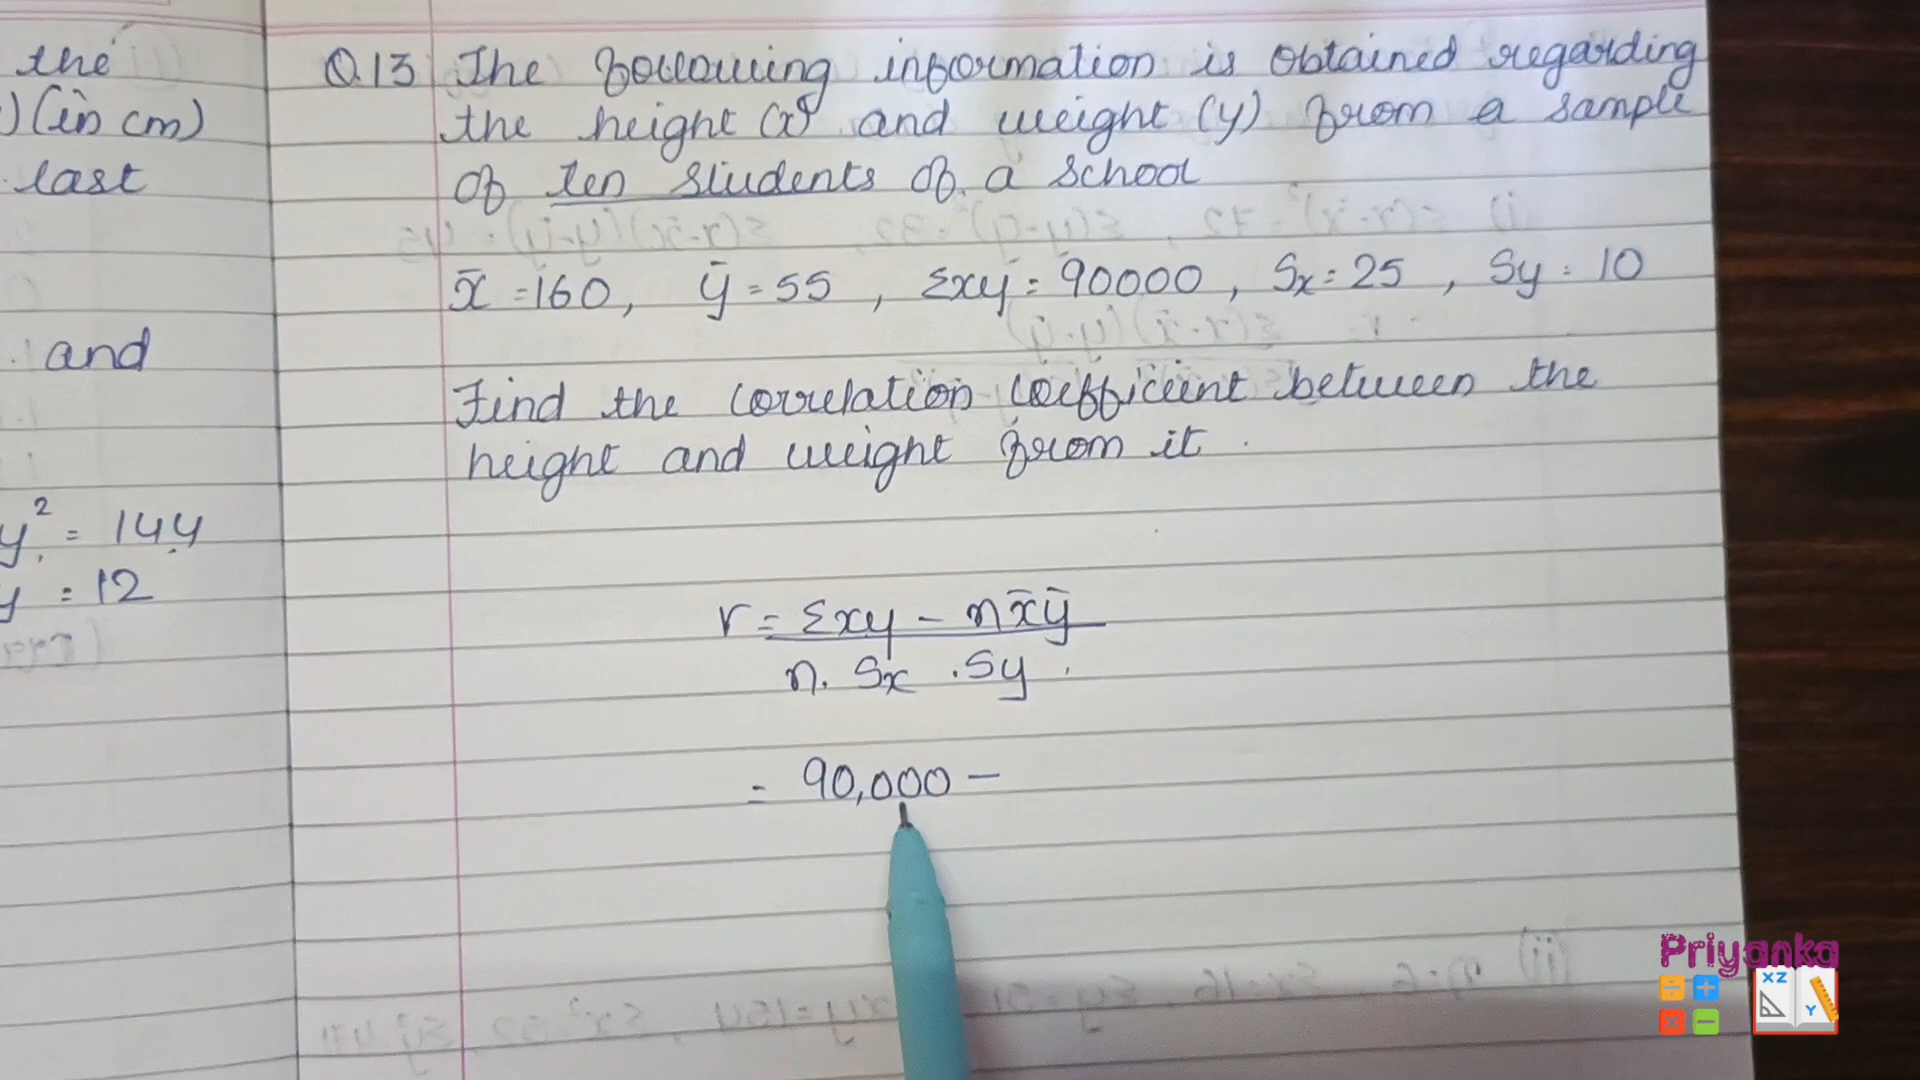 the
) (in cm)
last
and
y² = 144
y = 12
Q.13 The following information is obtained regarding
the height (x) and weight (y) from a sample
of ten students of a school
x̄ = 160, ȳ = 55, Σxy = 90000, Sx = 25, Sy = 10
Find the correlation coefficient between the
height and weight from it.
r = Σxy - nx̄ȳ
n. Sx . Sy.
= 90,000 -
Priyanka
XZ
Y